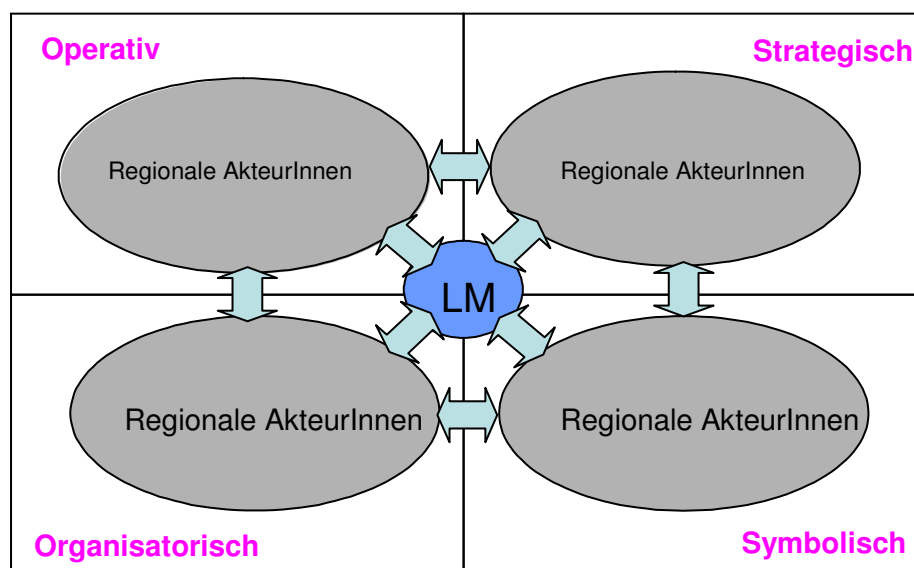 Operativ
Strategisch
Regionale AkteurInnen
Regionale AkteurInnen
LM
Regionale AkteurInnen
Regionale AkteurInnen
Organisatorisch
Symbolisch